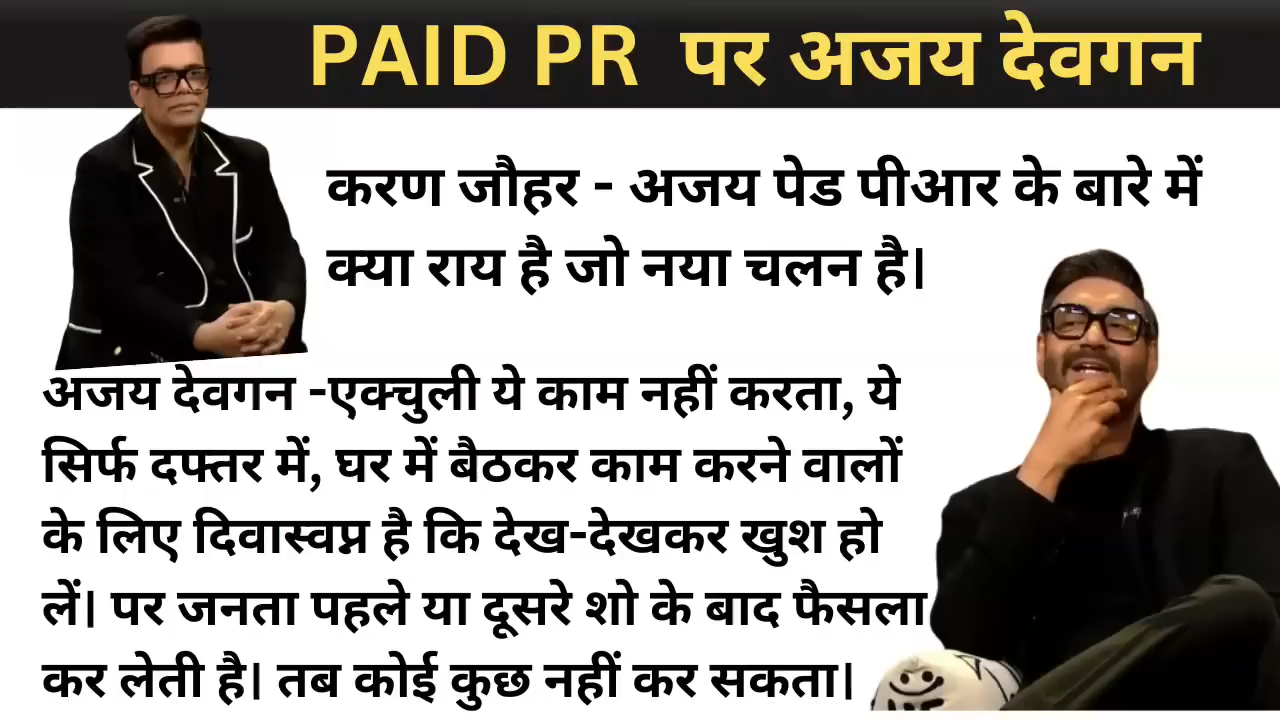 PAID PR पर अजय देवगन
करण जौहर - अजय पेड पीआर के बारे में
क्या राय है जो नया चलन है।
अजय देवगन -एक्चुली ये काम नहीं करता, ये
सिर्फ दफ्तर में, घर में बैठकर काम करने वालों
के लिए दिवास्वप्न है कि देख-देखकर खुश हो
लें। पर जनता पहले या दूसरे शो के बाद फैसला
कर लेती है। तब कोई कुछ नहीं कर सकता।